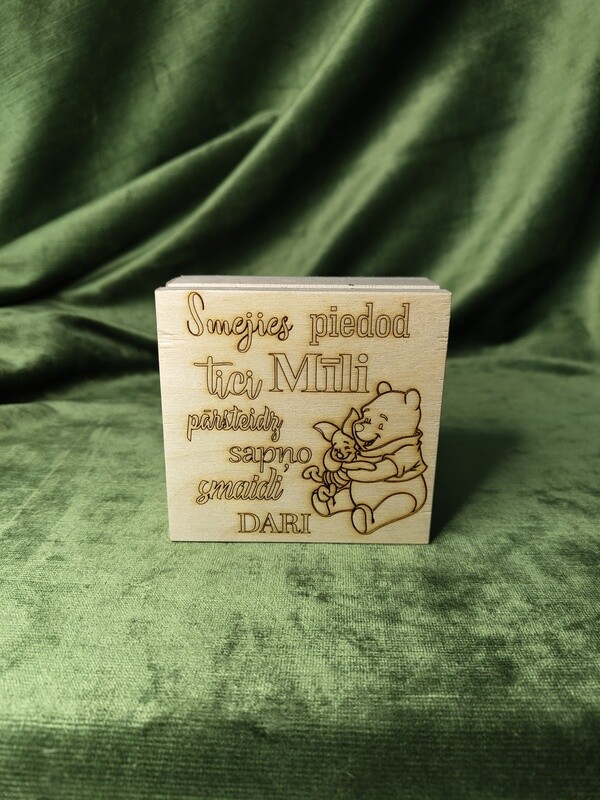 Smejies piedod
tici Mīli
pārsteidz
sapņo
smaidi
DARI